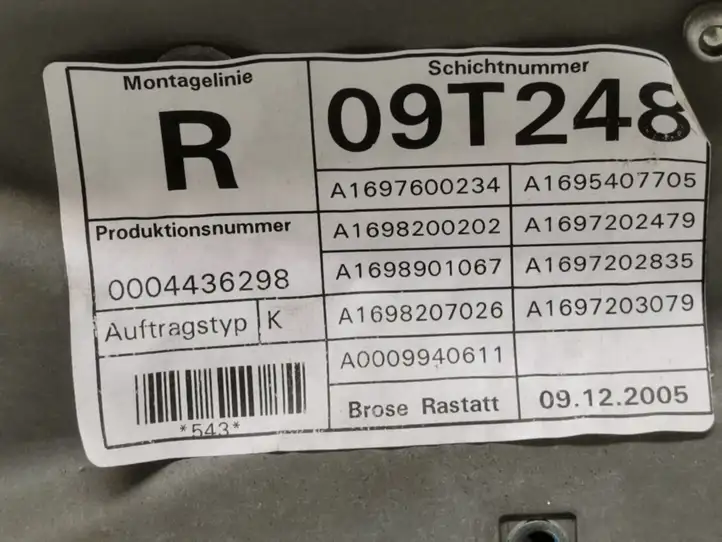 Montagelinie
R
Schichtnummer
09T248
Produktionsnummer
0004436298
Auftragstyp K
*543*
A1697600234 A1695407705
A1698200202 A1697202479
A1698901067 A1697202835
A1698207026 A1697203079
A0009940611
Brose Rastatt 09.12.2005